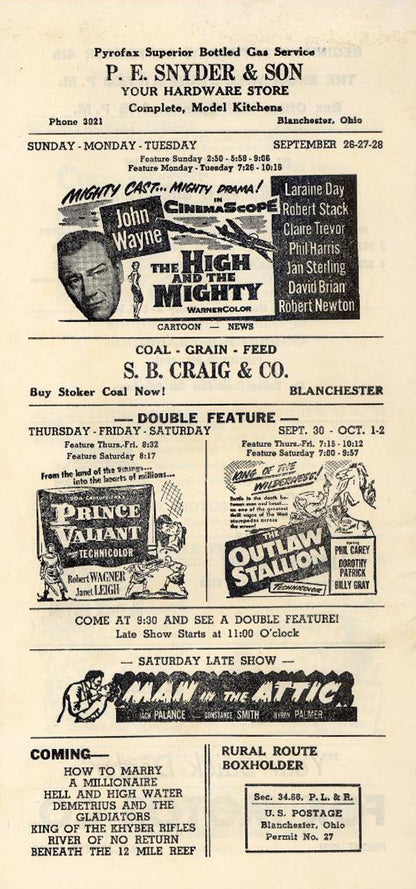 Pyrofax Superior Bottled Gas Service
P. E. SNYDER & SON
YOUR HARDWARE STORE
Complete, Model Kitchens
Phone 3021 Blanchester, Ohio
SUNDAY - MONDAY - TUESDAY SEPTEMBER 26-27-28
Feature Sunday 2:50 - 5:58 - 9:06
Feature Monday - Tuesday 7:26 - 10:16
MIGHTY CAST... MIGHTY DRAMA!
IN
CINEMASCOPE
John
Wayne
THE HIGH
AND THE
MIGHTY
WARNERCOLOR
Laraine Day
Robert Stack
Claire Trevor
Phil Harris
Jan Sterling
David Brian
Robert Newton
CARTOON — NEWS
COAL - GRAIN - FEED
S. B. CRAIG & CO.
Buy Stoker Coal Now! BLANCHESTER
— DOUBLE FEATURE —
THURSDAY - FRIDAY - SATURDAY SEPT. 30 - OCT. 1-2
Feature Thurs.-Fri. 8:32
Feature Saturday 8:17
From the land of the
into the hearts of millions...
PRINCE
VALIANT
TECHNICOLOR
Robert WAGNER
Janet LEIGH
Feature Thurs.-Fri. 7:15 - 10:12
Feature Saturday 7:00 - 9:57
KING OF THE
WILDERNESS!
THE
OUTLAW
STALLION
TECHNICOLOR
starring
PHIL CAREY
DOROTHY
PATRICK
BILLY GRAY
COME AT 9:30 AND SEE A DOUBLE FEATURE!
Late Show Starts at 11:00 O'clock
— SATURDAY LATE SHOW —
MAN IN THE ATTIC
JACK PALANCE — CONSTANCE SMITH — BYRON PALMER
COMING—
HOW TO MARRY
A MILLIONAIRE
HELL AND HIGH WATER
DEMETRIUS AND THE
GLADIATORS
KING OF THE KHYBER RIFLES
RIVER OF NO RETURN
BENEATH THE 12 MILE REEF
RURAL ROUTE
BOXHOLDER
Sec. 34.66, P. L. & R.
U. S. POSTAGE
Blanchester, Ohio
Permit No. 27